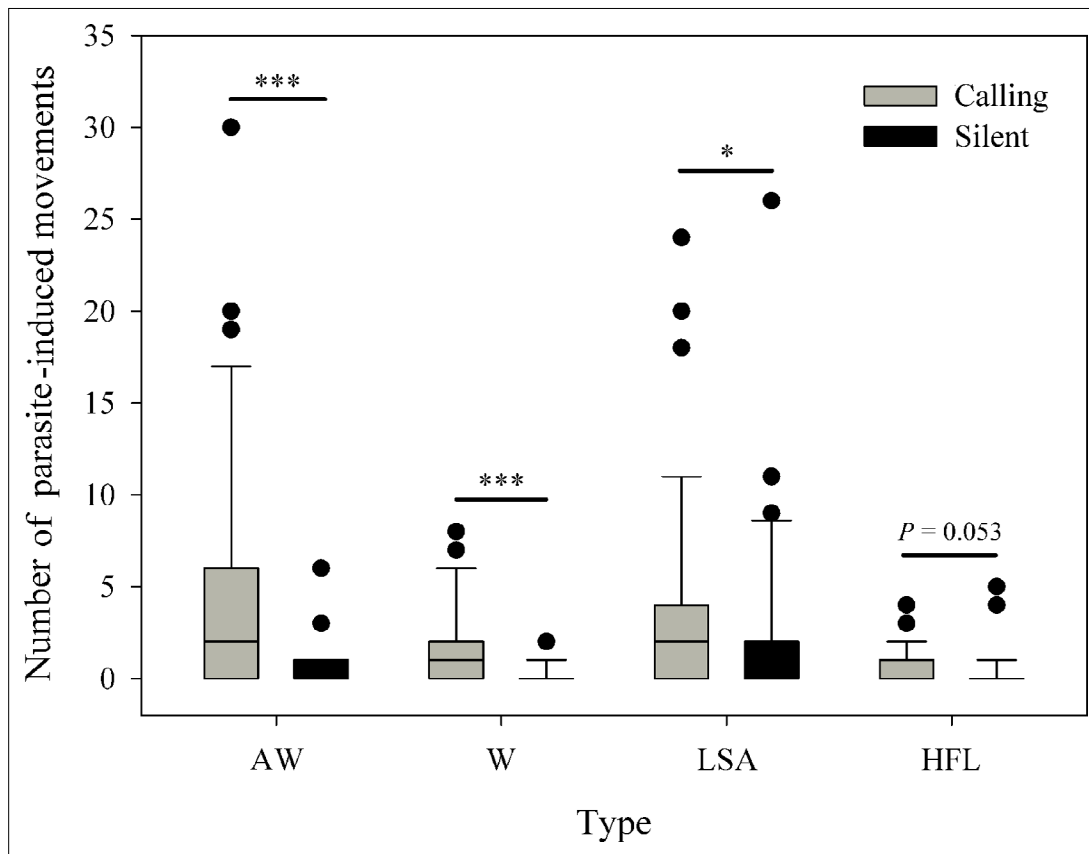 Number of parasite-induced movements
35
30
25
20
15
10
5
0
***
***
*
P = 0.053
Calling
Silent
AW
W
LSA
HFL
Type